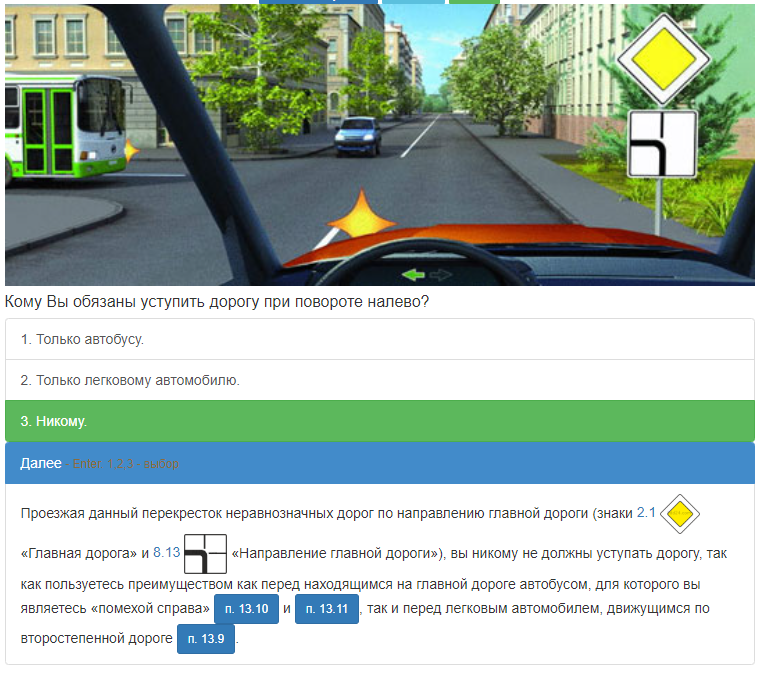 Кому Вы обязаны уступить дорогу при повороте налево?
1. Только автобусу.
2. Только легковому автомобилю.
3. Никому.
Далее - Enter. 1,2,3 - выбор
Проезжая данный перекресток неравнозначных дорог по направлению главной дороги (знаки 2.1
«Главная дорога» и 8.13 «Направление главной дороги»), вы никому не должны уступать дорогу, так
как пользуетесь преимуществом как перед находящимся на главной дороге автобусом, для которого вы
являетесь «помехой справа» п. 13.10 и п. 13.11, так и перед легковым автомобилем, движущимся по
второстепенной дороге п. 13.9.